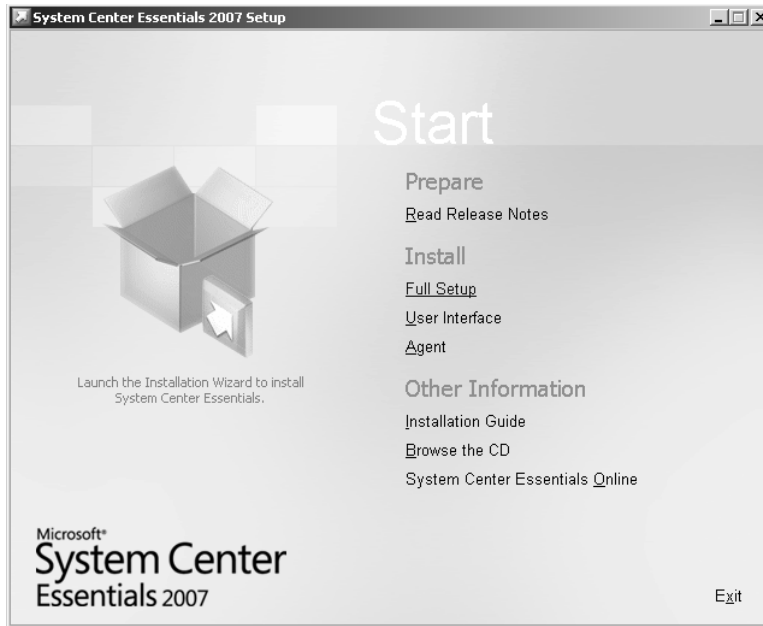 System Center Essentials 2007 Setup
Start
Prepare
Read Release Notes
Install
Full Setup
User Interface
Agent
Launch the Installation Wizard to install
System Center Essentials.
Other Information
Installation Guide
Browse the CD
System Center Essentials Online
Microsoft®
System Center
Essentials 2007
Exit